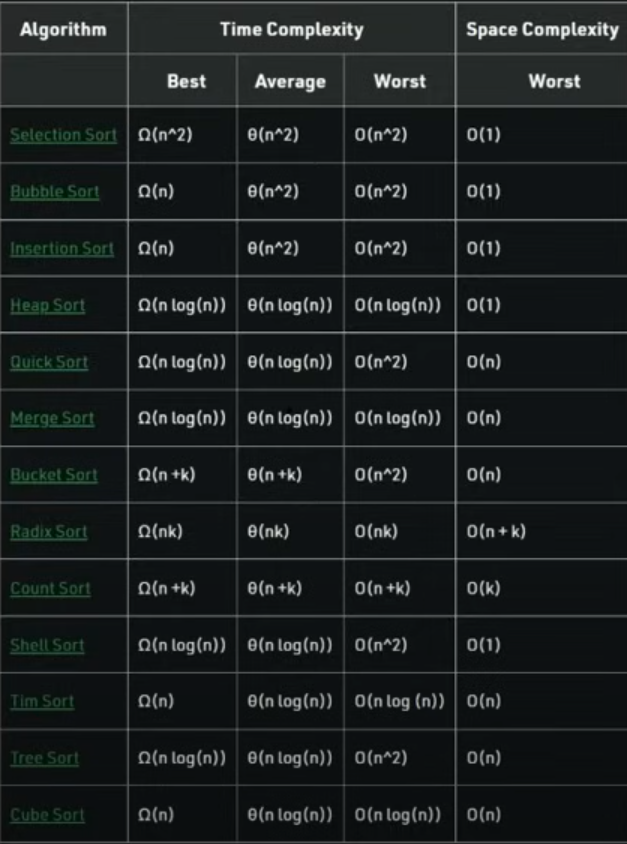 Algorithm Time Complexity Space Complexity
Best Average Worst Worst
Selection Sort Ω(n^2) θ(n^2) O(n^2) O(1)
Bubble Sort Ω(n) θ(n^2) O(n^2) O(1)
Insertion Sort Ω(n) θ(n^2) O(n^2) O(1)
Heap Sort Ω(n log(n)) θ(n log(n)) O(n log(n)) O(1)
Quick Sort Ω(n log(n)) θ(n log(n)) O(n^2) O(n)
Merge Sort Ω(n log(n)) θ(n log(n)) O(n log(n)) O(n)
Bucket Sort Ω(n +k) θ(n +k) O(n^2) O(n)
Radix Sort Ω(nk) θ(nk) O(nk) O(n + k)
Count Sort Ω(n +k) θ(n +k) O(n +k) O(k)
Shell Sort Ω(n log(n)) θ(n log(n)) O(n^2) O(1)
Tim Sort Ω(n) θ(n log(n)) O(n log (n)) O(n)
Tree Sort Ω(n log(n)) θ(n log(n)) O(n^2) O(n)
Cube Sort Ω(n) θ(n log(n)) O(n log(n)) O(n)